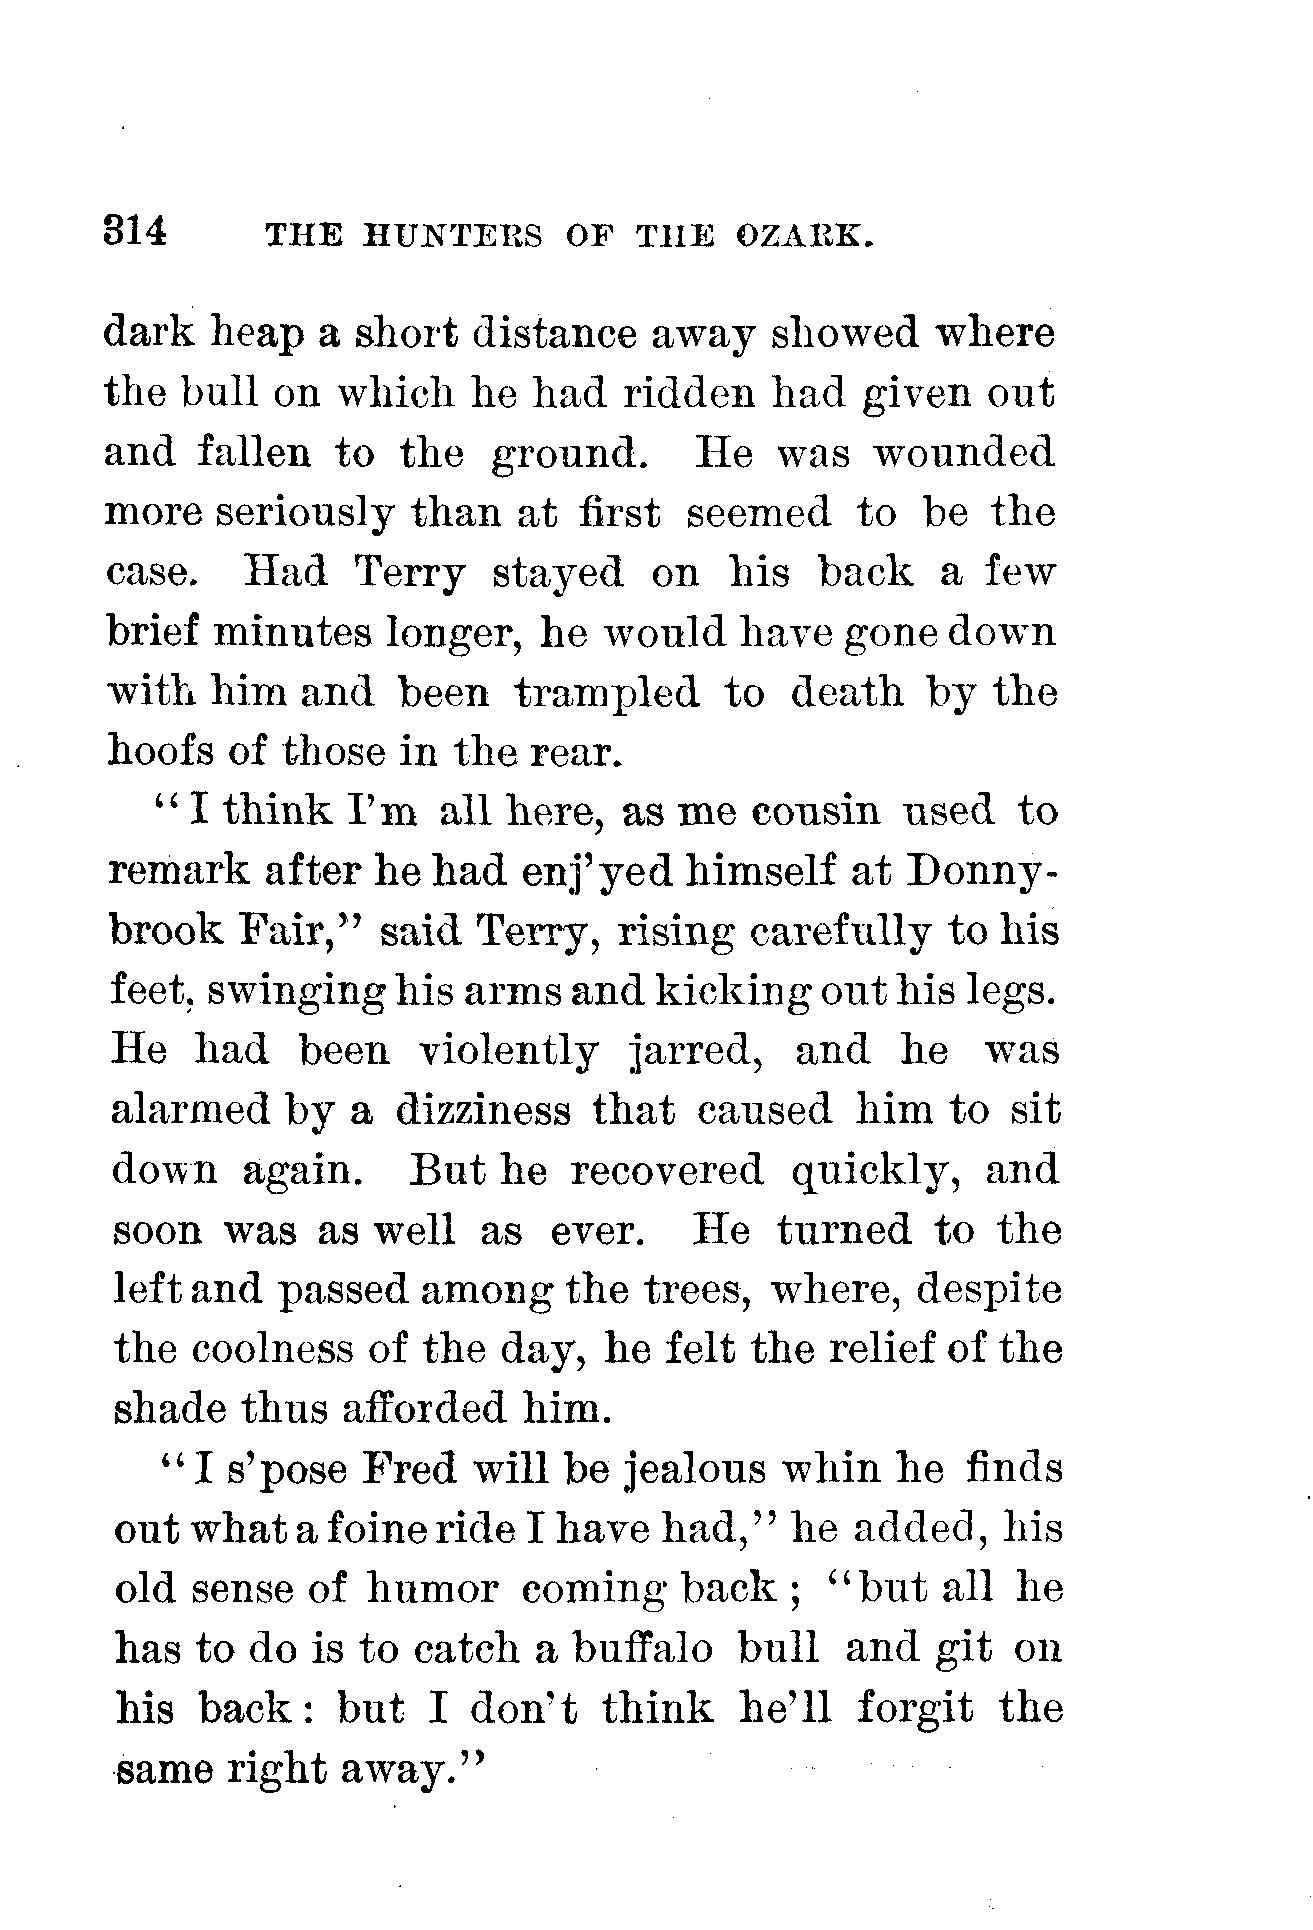 314 THE HUNTERS OF THE OZARK.
dark heap a short distance away showed where
the bull on which he had ridden had given out
and fallen to the ground. He was wounded
more seriously than at first seemed to be the
case. Had Terry stayed on his back a few
brief minutes longer, he would have gone down
with him and been trampled to death by the
hoofs of those in the rear.
"I think I'm all here, as me cousin used to
remark after he had enj'yed himself at Donny-
brook Fair," said Terry, rising carefully to his
feet, swinging his arms and kicking out his legs.
He had been violently jarred, and he was
alarmed by a dizziness that caused him to sit
down again. But he recovered quickly, and
soon was as well as ever. He turned to the
left and passed among the trees, where, despite
the coolness of the day, he felt the relief of the
shade thus afforded him.
"I s'pose Fred will be jealous whin he finds
out what a foine ride I have had," he added, his
old sense of humor coming back; "but all he
has to do is to catch a buffalo bull and git on
his back: but I don't think he'll forgit the
same right away."